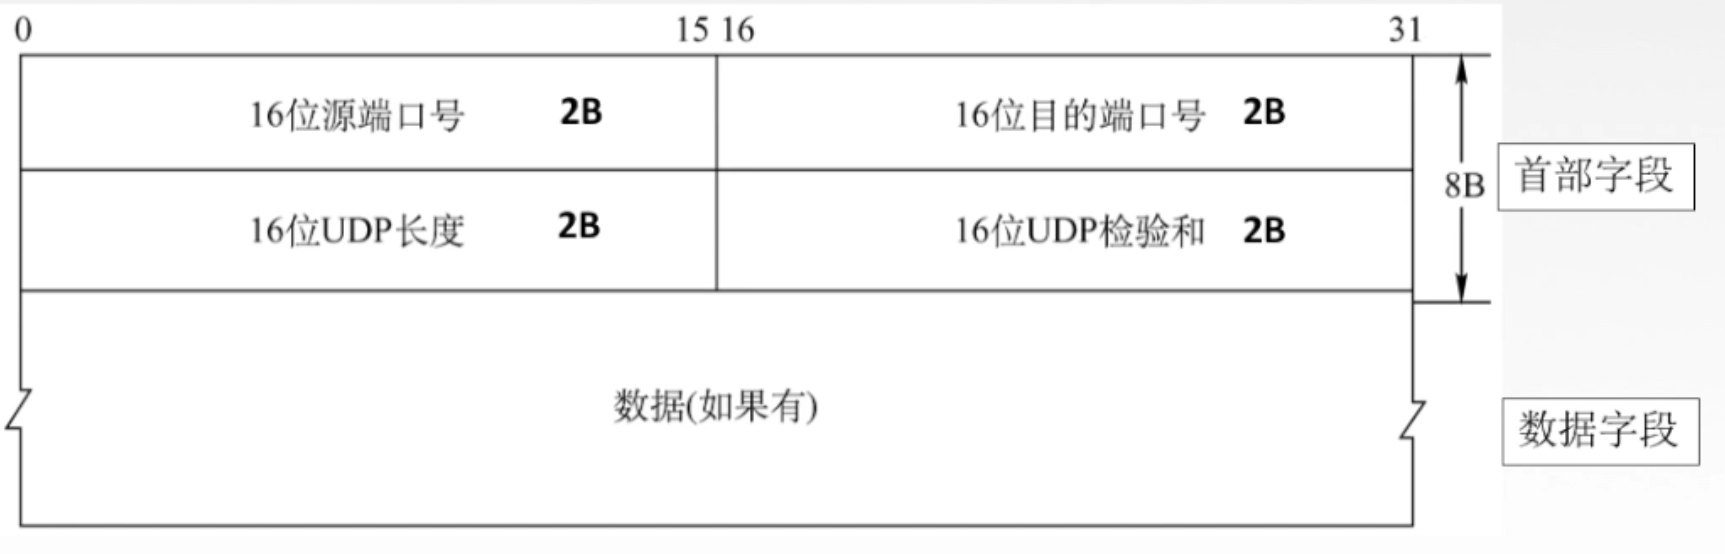 0 15 16 31
16位源端口号 2B 16位目的端口号 2B
首部字段
8B
16位UDP长度 2B 16位UDP检验和 2B
数据(如果有)
数据字段